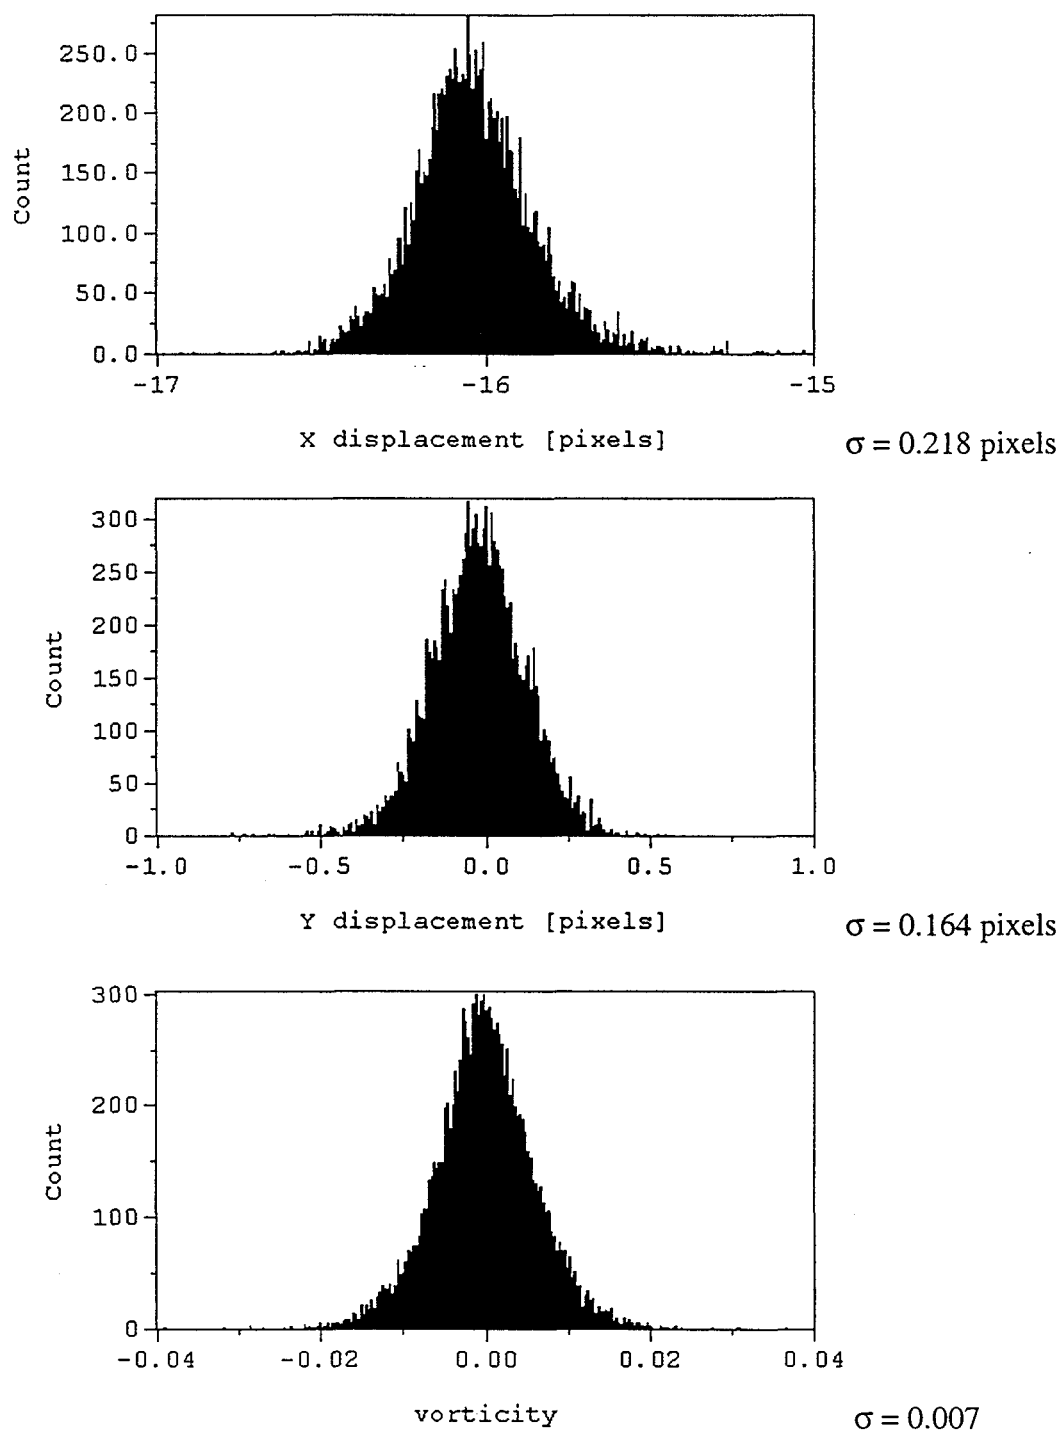 250.0
200.0
150.0
100.0
50.0
0.0
Count
-17 -16 -15
X displacement [pixels] σ = 0.218 pixels
300
250
200
150
100
50
0
Count
-1.0 -0.5 0.0 0.5 1.0
Y displacement [pixels] σ = 0.164 pixels
300
200
100
0
Count
-0.04 -0.02 0.00 0.02 0.04
vorticity σ = 0.007